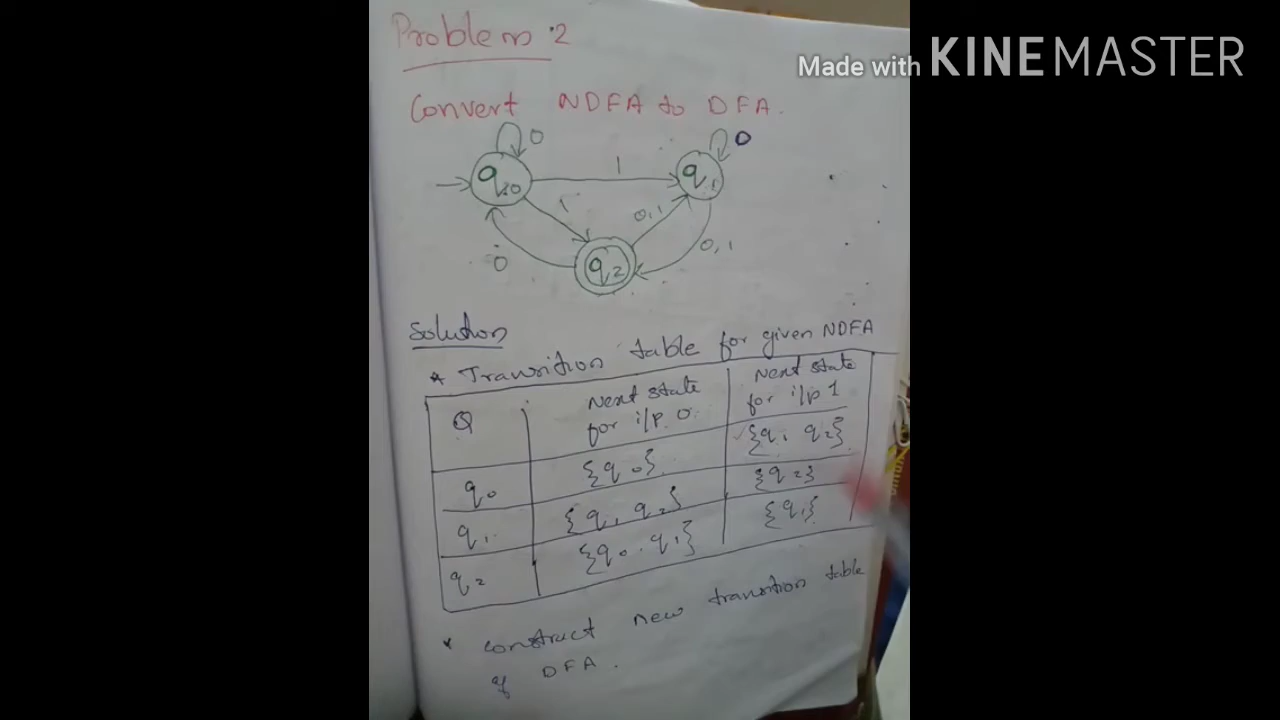 Problem 2
Made with KINEMASTER
Convert NDFA to DFA.
0
0
1
q0
q1
1
0,1
0
0,1
q2
Solution
* Transition table for given NDFA
Q
Next state for i/p 0
Next state for i/p 1
q0 {q0} {q1 q2}
q1 {q1 q2} {q2}
q2 {q0 q1} {q1}
* construct new transition table
of DFA.